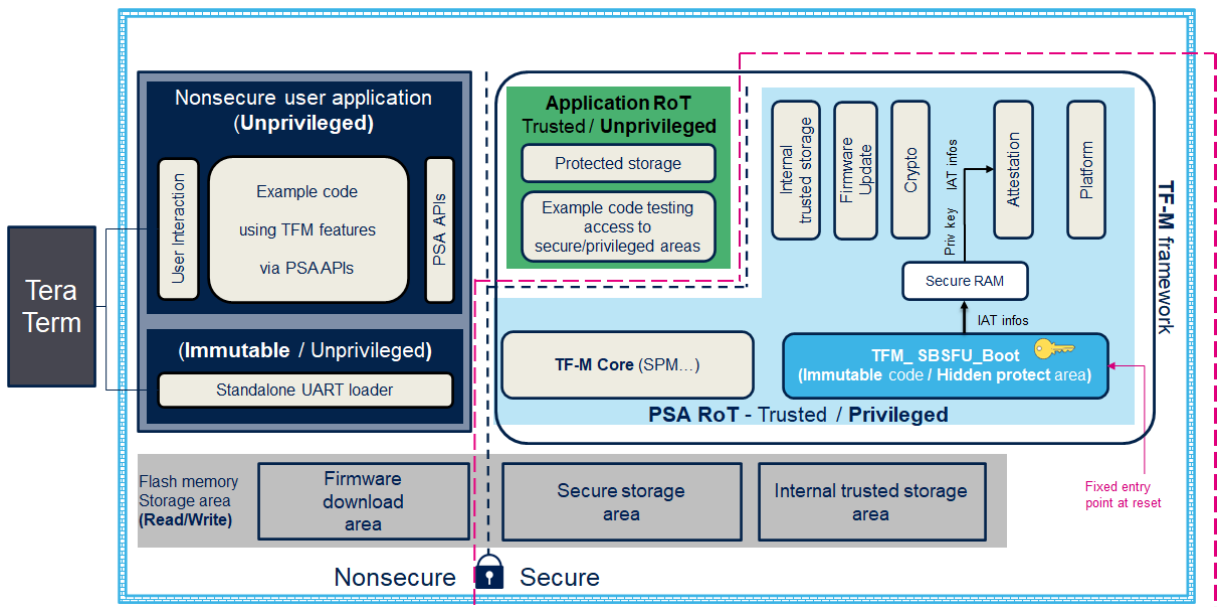 Tera
Term
Nonsecure user application
(Unprivileged)
User Interaction
Example code
using TFM features
via PSA APIs
PSA APIs
(Immutable / Unprivileged)
Standalone UART loader
Application RoT
Trusted / Unprivileged
Protected storage
Example code testing
access to
secure/privileged areas
Internal
trusted storage
Firmware
Update
Crypto
Priv key
IAT infos
Attestation
Platform
TF-M framework
Secure RAM
IAT infos
TF-M Core (SPM...)
TFM_ SBSFU_Boot
(Immutable code / Hidden protect area)
PSA RoT - Trusted / Privileged
Fixed entry
point at reset
Flash memory
Storage area
(Read/Write)
Firmware
download
area
Secure storage
area
Internal trusted storage
area
Nonsecure
Secure